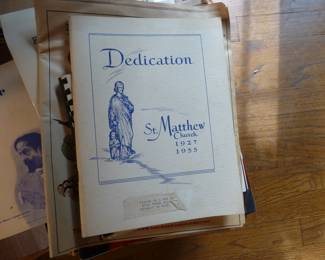 Dedication
St. Matthew
Church
1927
1955